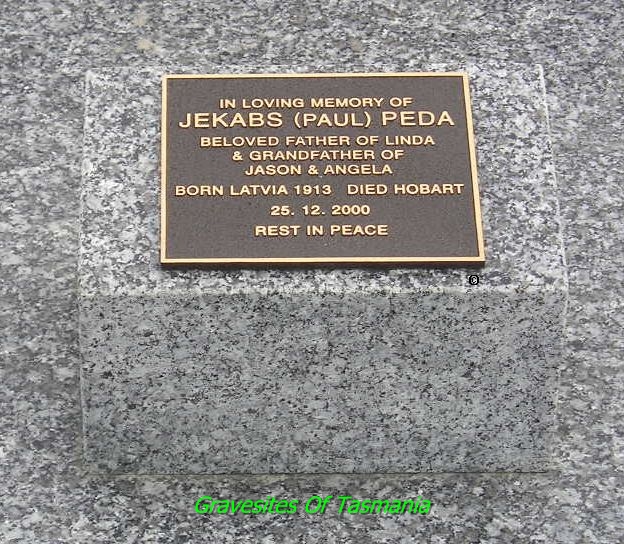 IN LOVING MEMORY OF
JEKABS (PAUL) PEDA
BELOVED FATHER OF LINDA
& GRANDFATHER OF
JASON & ANGELA
BORN LATVIA 1913 DIED HOBART
25. 12. 2000
REST IN PEACE
®
Gravesites Of Tasmania